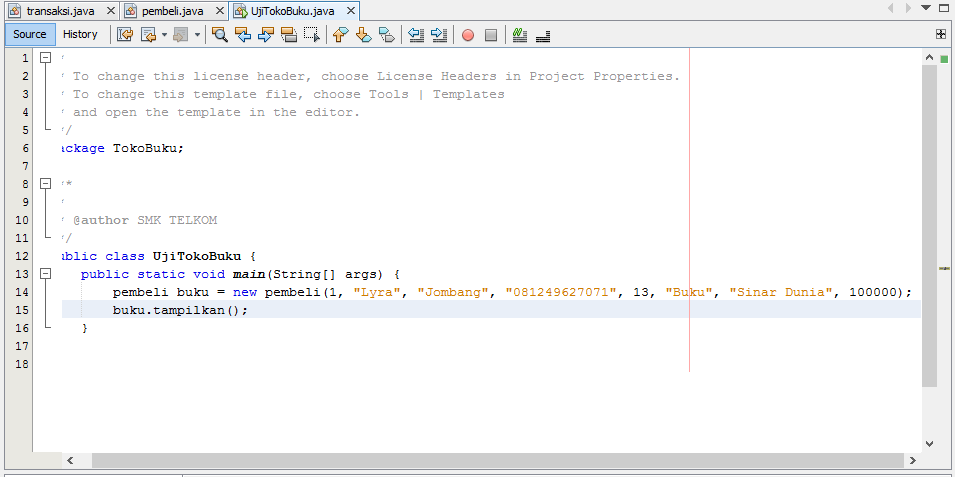 transaksi.java pembeli.java UjiTokoBuku.java
Source History
1
2 * To change this license header, choose License Headers in Project Properties.
3 * To change this template file, choose Tools | Templates
4 * and open the template in the editor.
5 */
6 ackage TokoBuku;
7
8 /*
9 *
10 * @author SMK TELKOM
11 */
12 ublic class UjiTokoBuku {
13 public static void main(String[] args) {
14 pembeli buku = new pembeli(1, "Lyra", "Jombang", "081249627071", 13, "Buku", "Sinar Dunia", 100000);
15 buku.tampilkan();
16 }
17
18